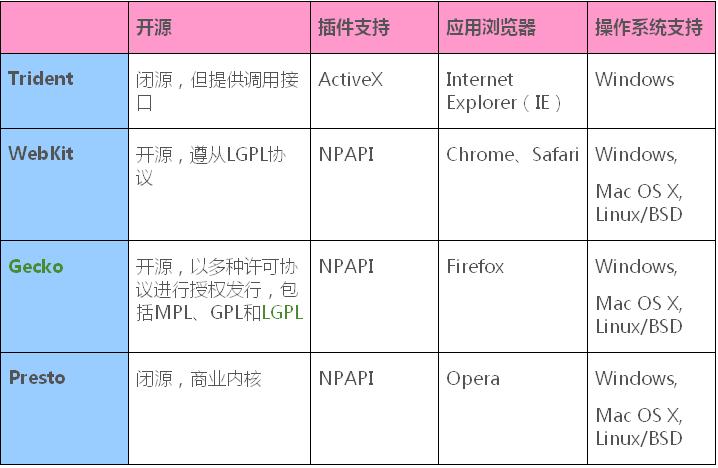 开源 插件支持 应用浏览器 操作系统支持
Trident 闭源，但提供调用接 ActiveX Internet Windows
口 Explorer（IE）
WebKit 开源，遵从LGPL协 NPAPI Chrome、Safari Windows,
议
Mac OS X,
Linux/BSD
Gecko 开源，以多种许可协 NPAPI Firefox Windows,
议进行授权发行，包
括MPL、GPL和LGPL Mac OS X,
Linux/BSD
Presto 闭源，商业内核 NPAPI Opera Windows,
Mac OS X,
Linux/BSD